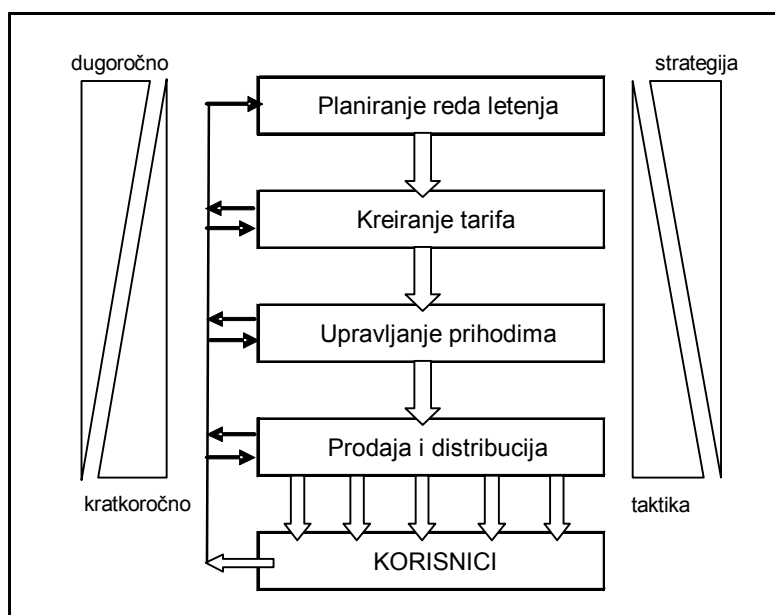 dugoročno
strategija
Planiranje reda letenja
Kreiranje tarifa
Upravljanje prihodima
Prodaja i distribucija
kratkoročno
taktika
KORISNICI